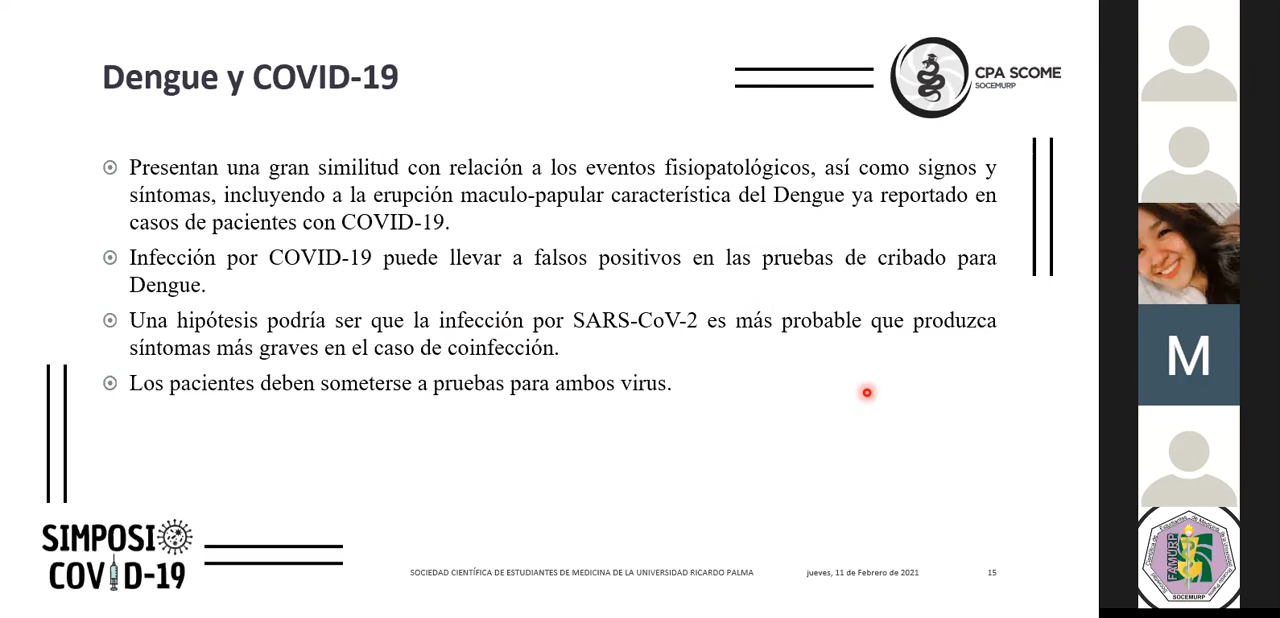 Dengue y COVID-19
CPA SCOME
SOCEMURP
Presentan una gran similitud con relación a los eventos fisiopatológicos, así como signos y
síntomas, incluyendo a la erupción maculo-papular característica del Dengue ya reportado en
casos de pacientes con COVID-19.
Infección por COVID-19 puede llevar a falsos positivos en las pruebas de cribado para
Dengue.
Una hipótesis podría ser que la infección por SARS-CoV-2 es más probable que produzca
síntomas más graves en el caso de coinfección.
Los pacientes deben someterse a pruebas para ambos virus.
SIMPOSI
COV D-19
SOCIEDAD CIENTÍFICA DE ESTUDIANTES DE MEDICINA DE LA UNIVERSIDAD RICARDO PALMA
jueves, 11 de Febrero de 2021
15
M
FAMURP
SOCEMURP